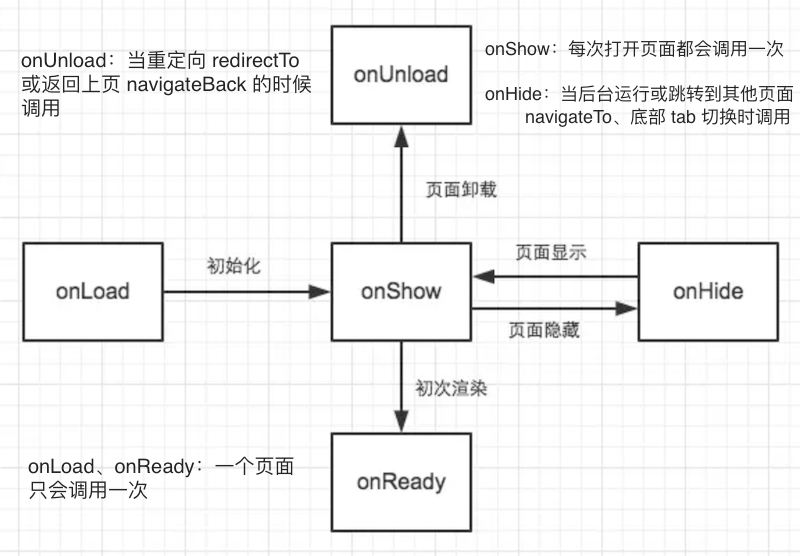 onUnload：当重定向 redirectTo
或返回上页 navigateBack 的时候
调用
onUnload
onShow：每次打开页面都会调用一次
onHide：当后台运行或跳转到其他页面
navigateTo、底部 tab 切换时调用
页面卸载
onLoad
初始化
onShow
页面显示
页面隐藏
onHide
初次渲染
onLoad、onReady：一个页面
只会调用一次
onReady